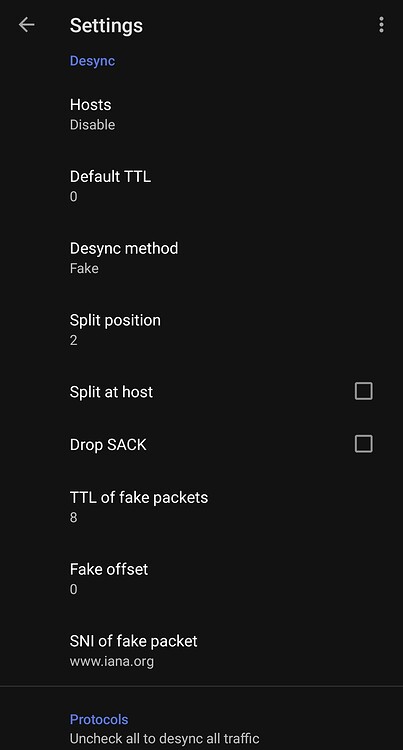 Settings
Desync
Hosts
Disable
Default TTL
0
Desync method
Fake
Split position
2
Split at host
Drop SACK
TTL of fake packets
8
Fake offset
0
SNI of fake packet
www.iana.org
Protocols
Uncheck all to desync all traffic